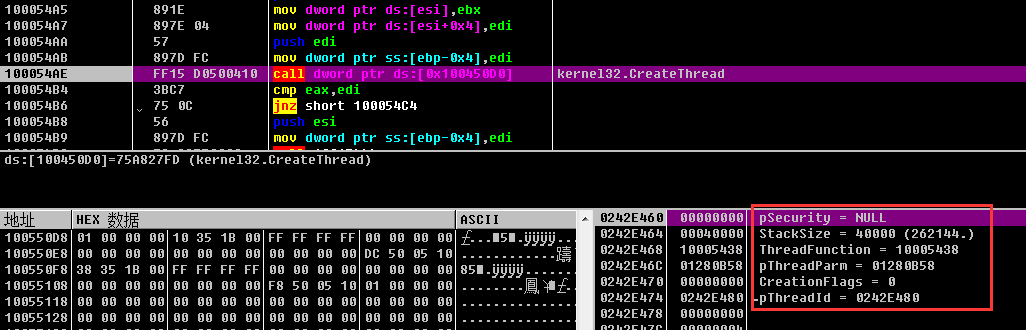 100054A5 891E mov dword ptr ds:[esi],ebx
100054A7 897E 04 mov dword ptr ds:[esi+0x4],edi
100054AA 57 push edi
100054AB 897D FC mov dword ptr ss:[ebp-0x4],edi
100054AE FF15 D0500410 call dword ptr ds:[0x100450D0] kernel32.CreateThread
100054B4 3BC7 cmp eax,edi
100054B6 75 0C jnz short 100054C4
100054B8 56 push esi
100054B9 897D FC mov dword ptr ss:[ebp-0x4],edi
ds:[100450D0]=75A827FD (kernel32.CreateThread)
地址 HEX 数据 ASCII
100550D8 01 00 00 00 10 35 1B 00 FF FF FF FF 00 00 00 00
100550E8 00 00 00 00 00 00 00 00 00 00 00 00 DC 50 05 10
100550F8 38 35 1B 00 FF FF FF FF 00 00 00 00 00 00 00 00
10055108 00 00 00 00 F8 50 05 10 01 00 00 00
10055118 00 00 00 00 00 00 00 00 00 00 00 00 00 00 00 00 ................
10055128 00 00 00 00 00 00 00 00 00 00 00 00 00 00 00 00 ................
0242E460 00000000 pSecurity = NULL
0242E464 00040000 StackSize = 40000 (262144.)
0242E468 10005438 ThreadFunction = 10005438
0242E46C 01280B58 pThreadParm = 01280B58
0242E470 00000000 CreationFlags = 0
0242E474 0242E480 pThreadId = 0242E480
0242E478 00000000